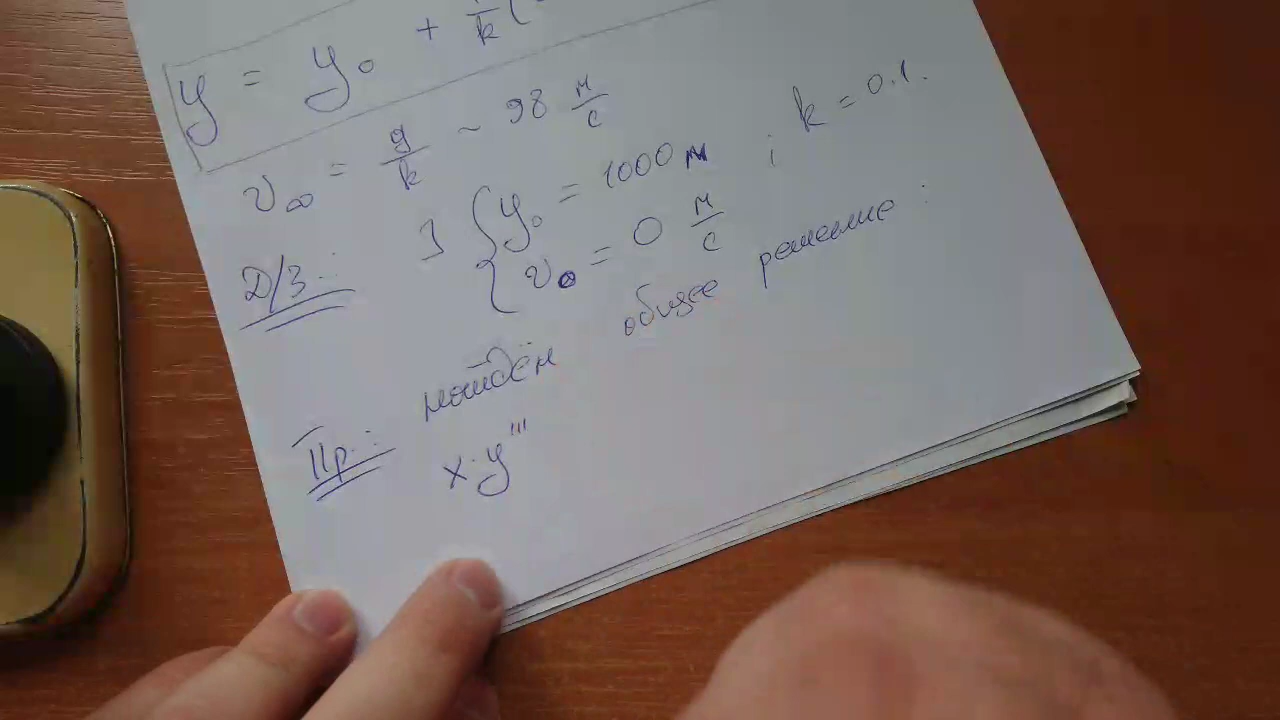 y = y₀ + 1/k (
v∞ = g/k ~ 98 м/с
Д/З: ] { y₀ = 1000 м ; k = 0.1.
{ v₀ = 0 м/с
Пр.: найдём общее решение:
x·y'''